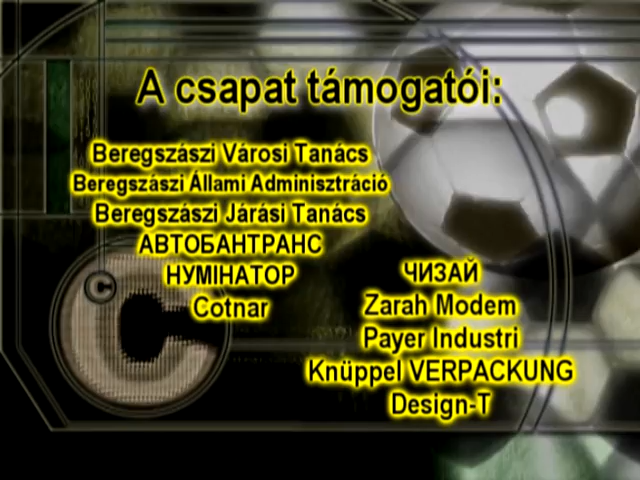 A csapat támogatói:
Beregszászi Városi Tanács
Beregszászi Állami Adminisztráció
Beregszászi Járási Tanács
АВТОБАНТРАНС
НУМІНАТОР
Cotnar
ЧИЗАЙ
Zarah Modem
Payer Industri
Knüppel VERPACKUNG
Design-T